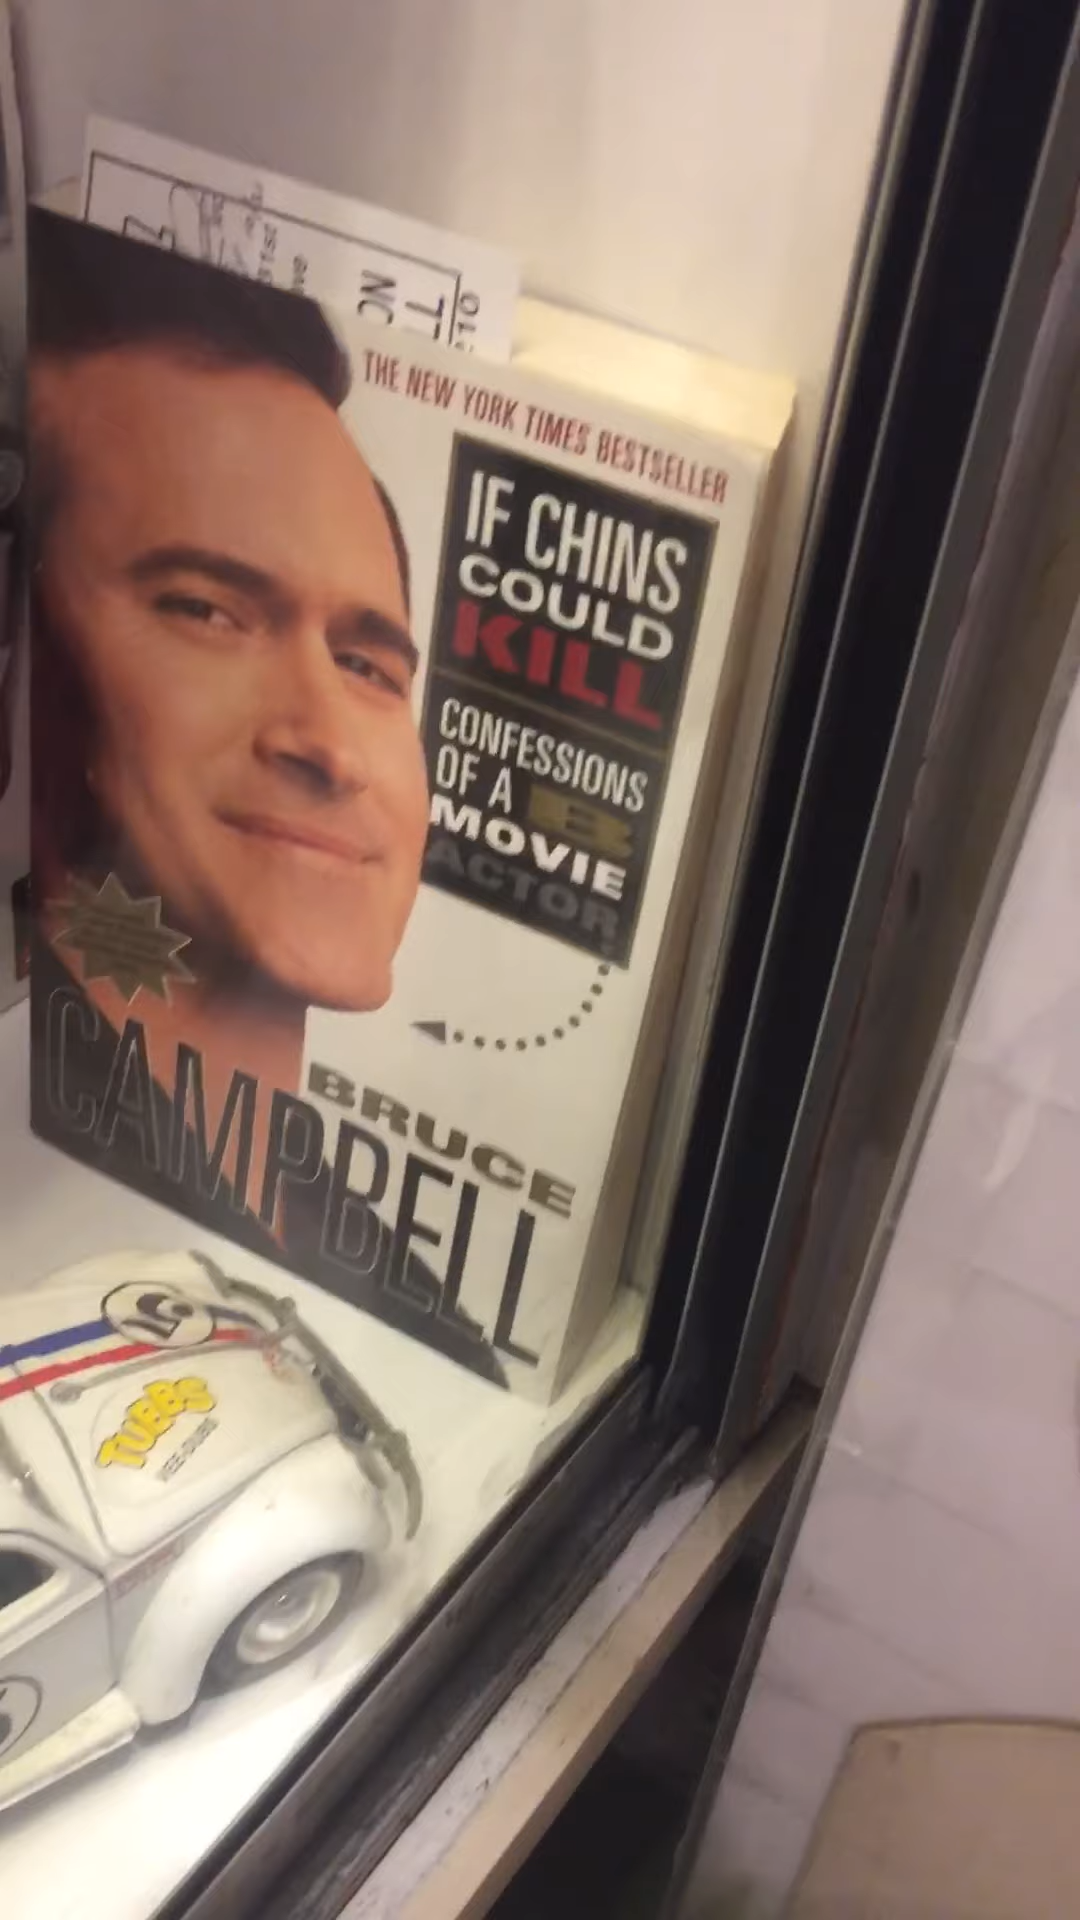 THE NEW YORK TIMES BESTSELLER
IF CHINS
COULD
KILL
CONFESSIONS
OF A B
MOVIE
ACTOR
BRUCE
CAMPBELL
TUBBS